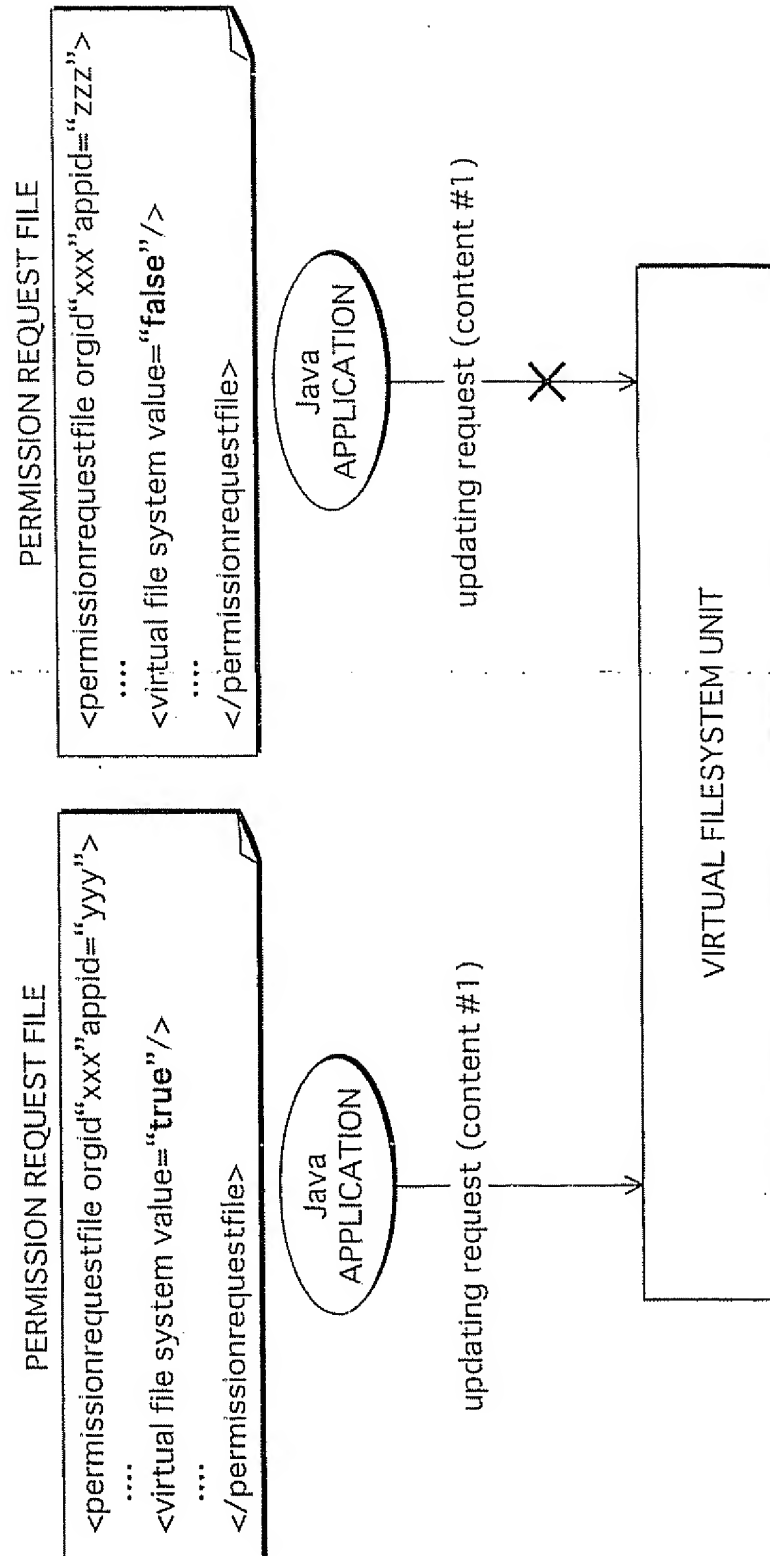 PERMISSION REQUEST FILE
<permissionrequestfile orgid“xxx”appid=“yyy”>
....
<virtual file system value=“true”/>
....
</permissionrequestfile>
Java
APPLICATION
updating request (content #1)
PERMISSION REQUEST FILE
<permissionrequestfile orgid“xxx”appid=“zzz”>
....
<virtual file system value=“false”/>
....
</permissionrequestfile>
Java
APPLICATION
updating request (content #1)
VIRTUAL FILESYSTEM UNIT